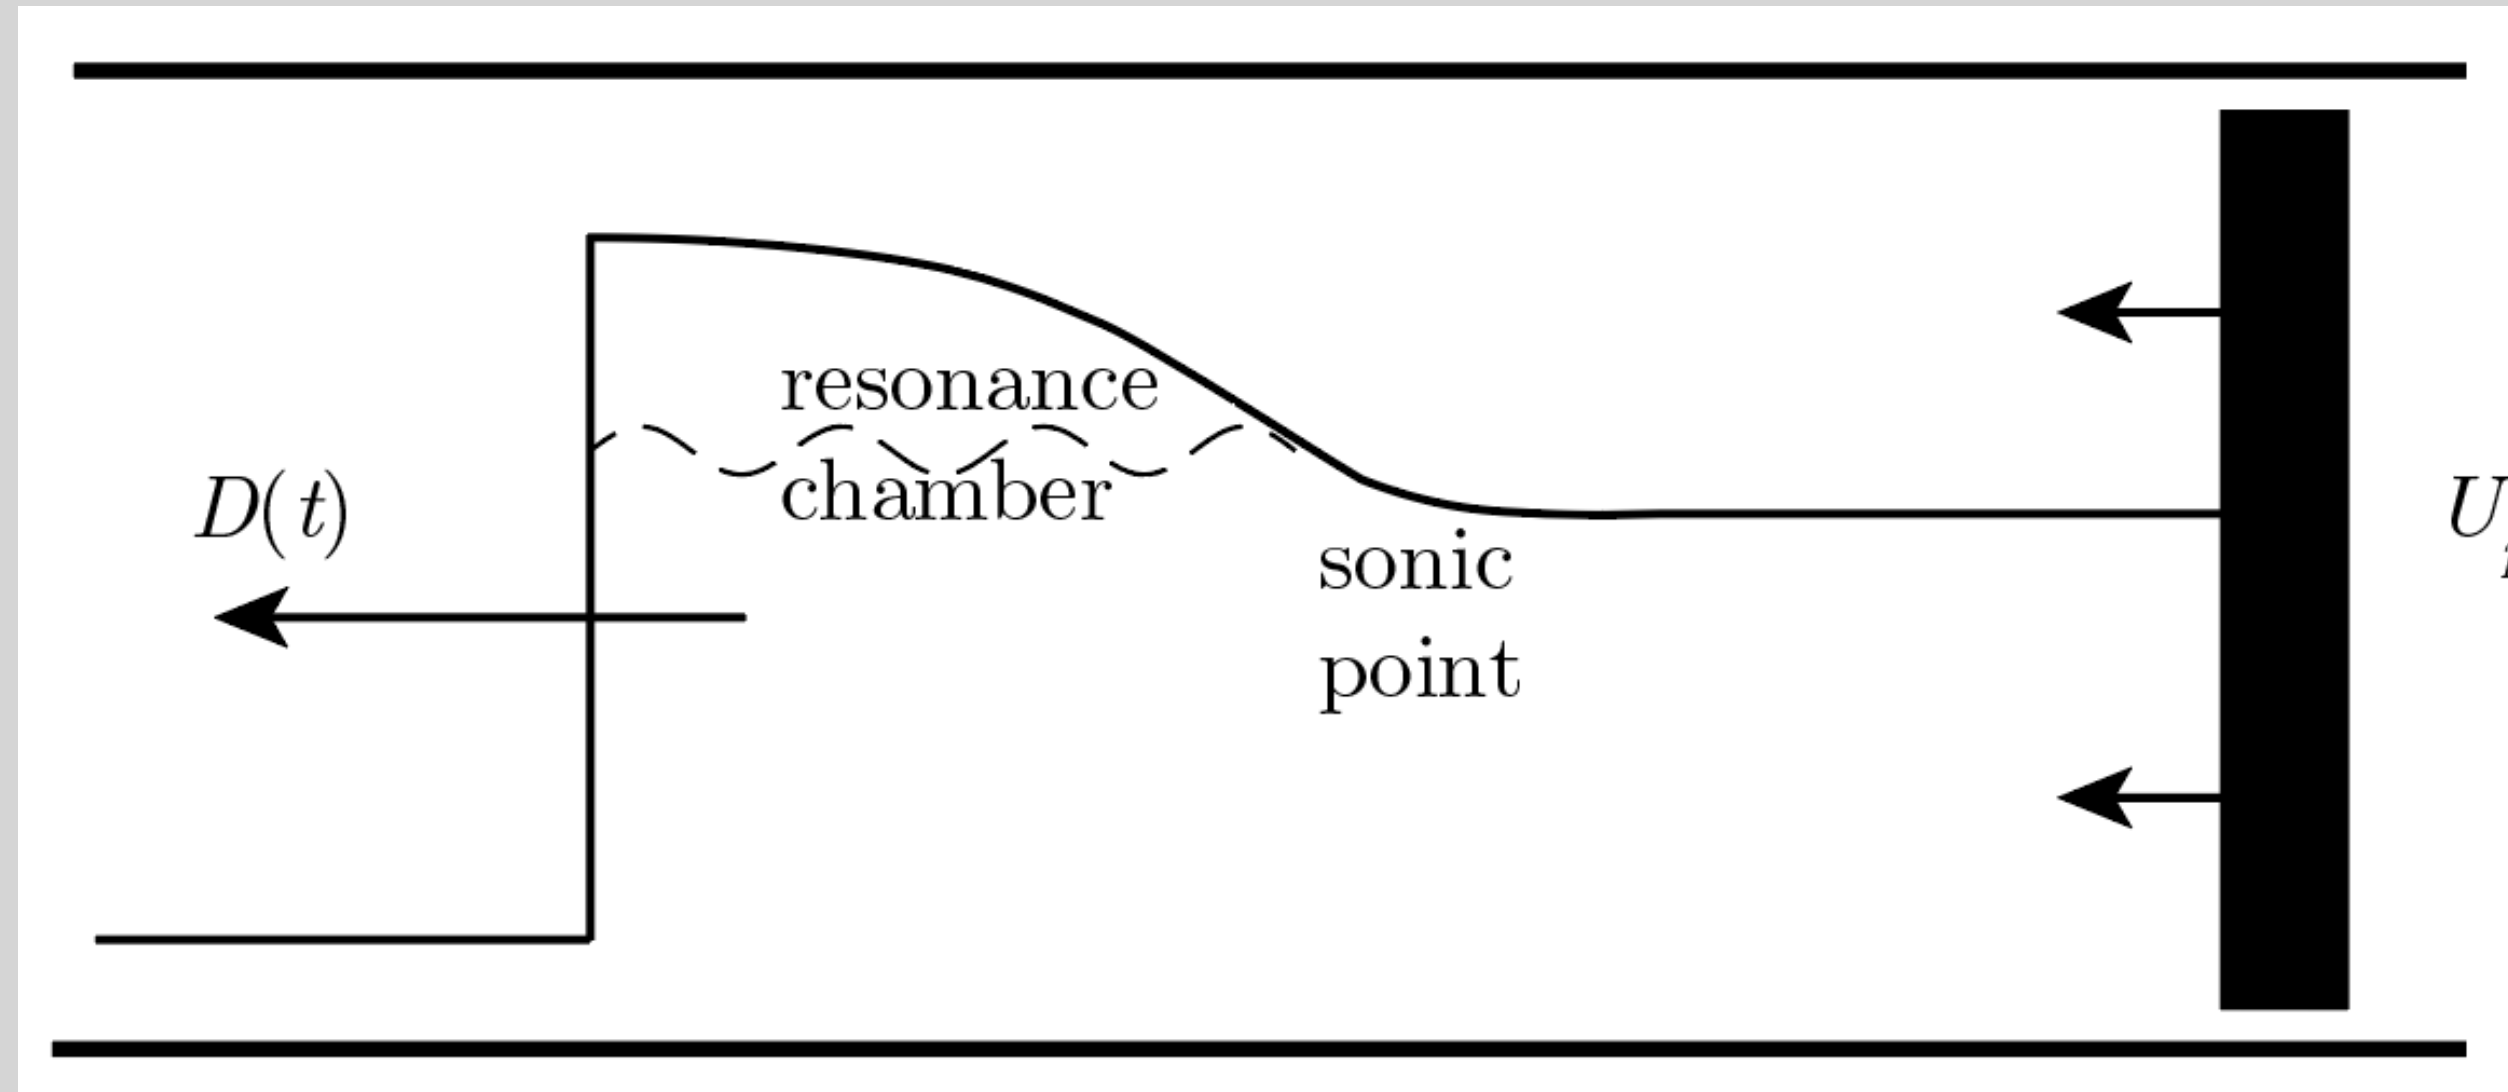 resonance
chamber
D(t)
U
sonic
point